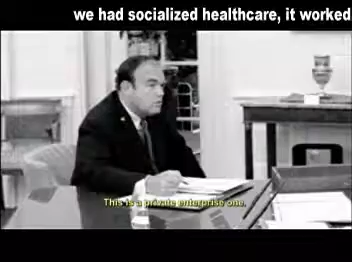 we had socialized healthcare, it worked
This is a private enterprise one.